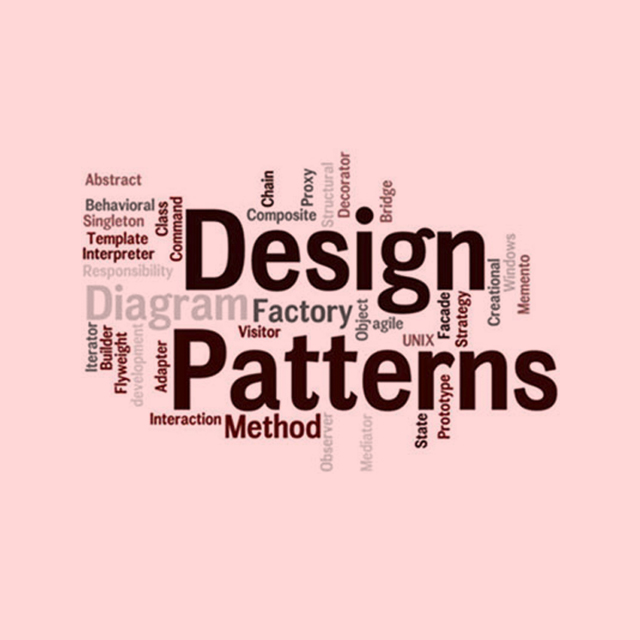 Abstract
Behavioral
Singleton
Template
Interpreter
Responsibility
Class
Command
Chain
Composite
Proxy
Structural
Decorator
Bridge
Design
Creational
Windows
Memento
Diagram
Factory
Object
agile
UNIX
Facade
Strategy
Visitor
Iterator
Builder
Flyweight
development
Adapter
Patterns
Interaction
Method
Observer
Mediator
State
Prototype